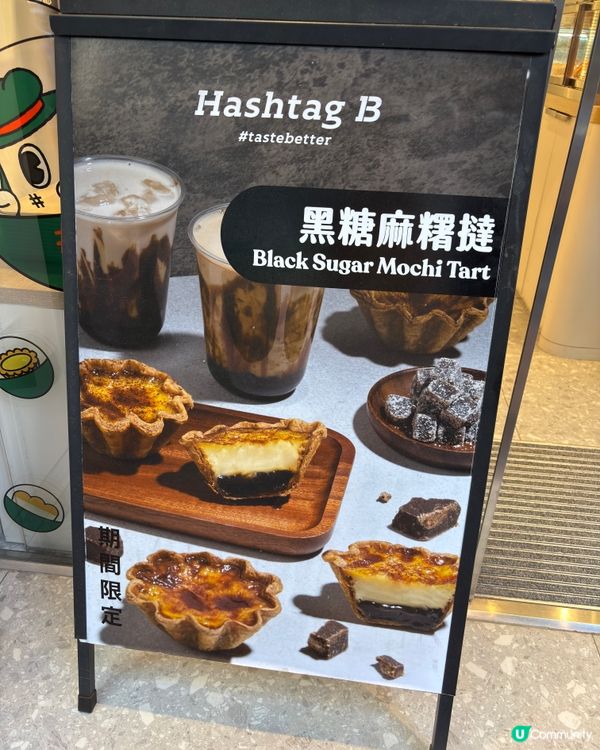 Hashtag B
#tastebetter
黑糖麻糬撻
Black Sugar Mochi Tart
期間限定
B
#
U Community